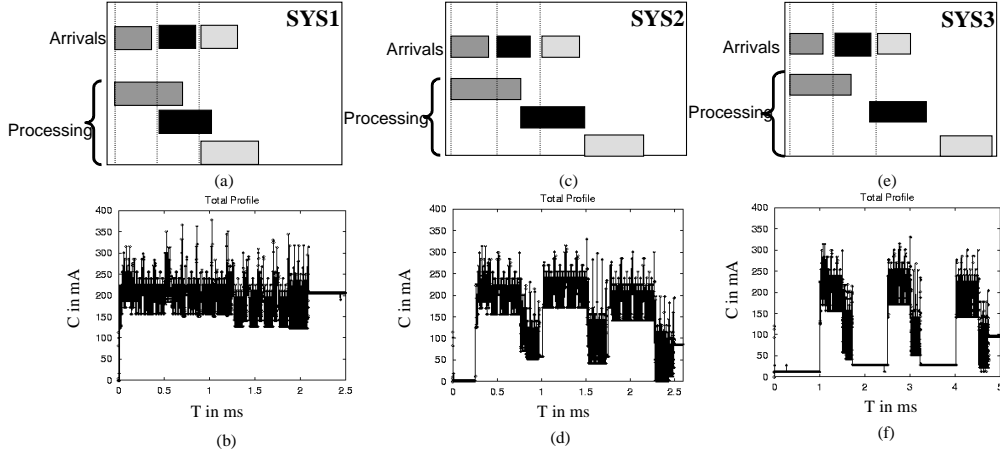 SYS1
Arrivals
Processing
(a)
SYS2
Arrivals
Processing
(c)
SYS3
Arrivals
Processing
(e)
Total Profile
C in mA
400
350
300
250
200
150
100
50
0
0 0.5 1 1.5 2 2.5
T in ms
(b)
Total Profile
C in mA
400
350
300
250
200
150
100
50
0
0 0.5 1 1.5 2 2.5
T in ms
(d)
Total Profile
C in mA
400
350
300
250
200
150
100
50
0
0 1 2 3 4 5
T in ms
(f)